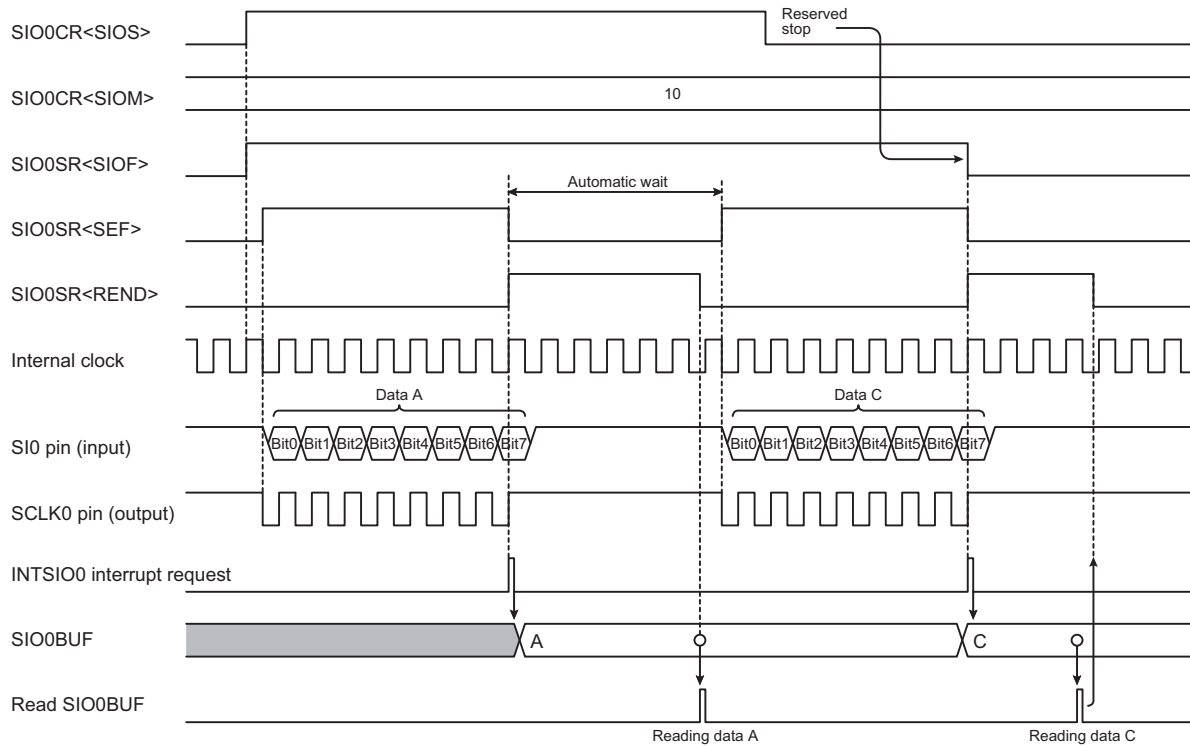 SIO0CR<SIOS>
Reserved
stop
SIO0CR<SIOM>
10
SIO0SR<SIOF>
Automatic wait
SIO0SR<SEF>
SIO0SR<REND>
Internal clock
Data A
Data C
SI0 pin (input)
Bit0 Bit1 Bit2 Bit3 Bit4 Bit5 Bit6 Bit7
Bit0 Bit1 Bit2 Bit3 Bit4 Bit5 Bit6 Bit7
SCLK0 pin (output)
INTSIO0 interrupt request
SIO0BUF
A
C
Read SIO0BUF
Reading data A
Reading data C